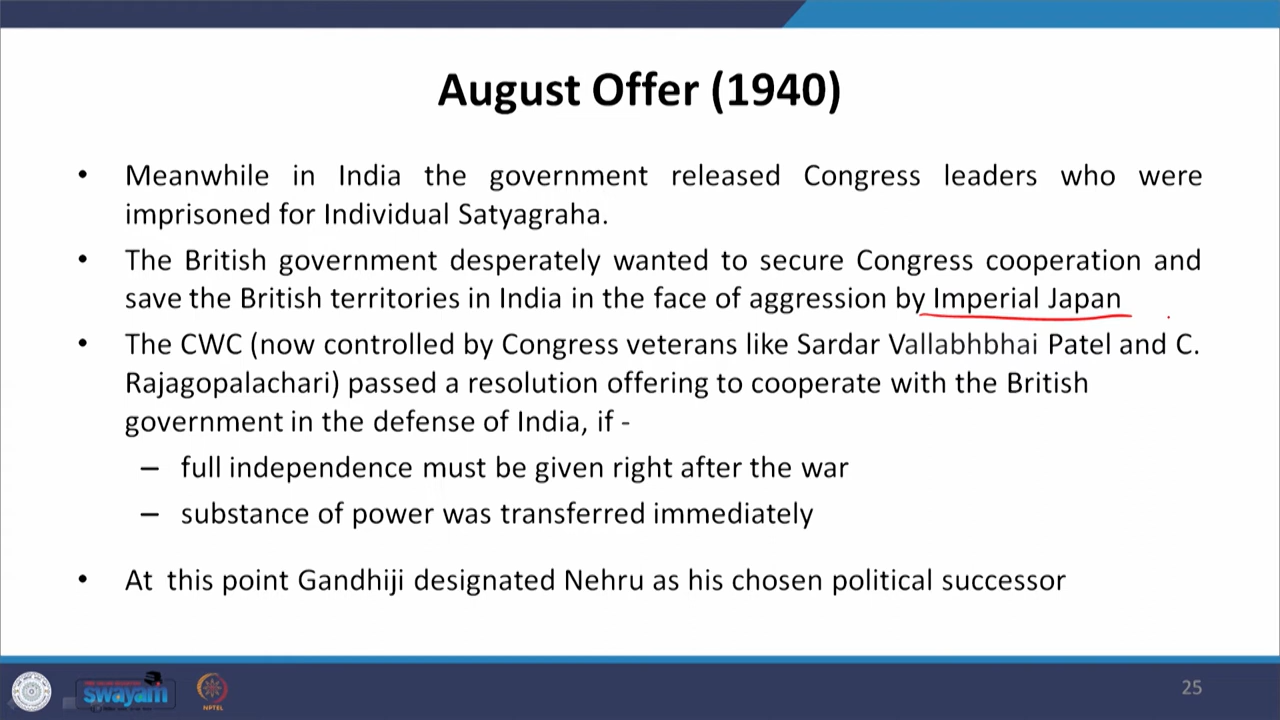 August Offer (1940)
• Meanwhile in India the government released Congress leaders who were
imprisoned for Individual Satyagraha.
• The British government desperately wanted to secure Congress cooperation and
save the British territories in India in the face of aggression by Imperial Japan
• The CWC (now controlled by Congress veterans like Sardar Vallabhbhai Patel and C.
Rajagopalachari) passed a resolution offering to cooperate with the British
government in the defense of India, if -
– full independence must be given right after the war
– substance of power was transferred immediately
• At this point Gandhiji designated Nehru as his chosen political successor
swayam
NPTEL
25